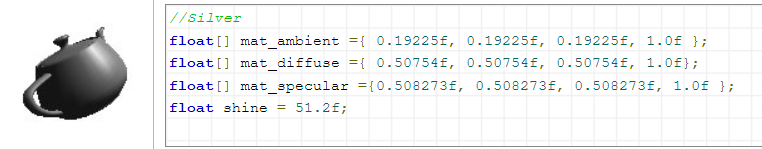 //Silver
float[] mat_ambient ={ 0.19225f, 0.19225f, 0.19225f, 1.0f };
float[] mat_diffuse ={ 0.50754f, 0.50754f, 0.50754f, 1.0f};
float[] mat_specular ={0.508273f, 0.508273f, 0.508273f, 1.0f };
float shine = 51.2f;